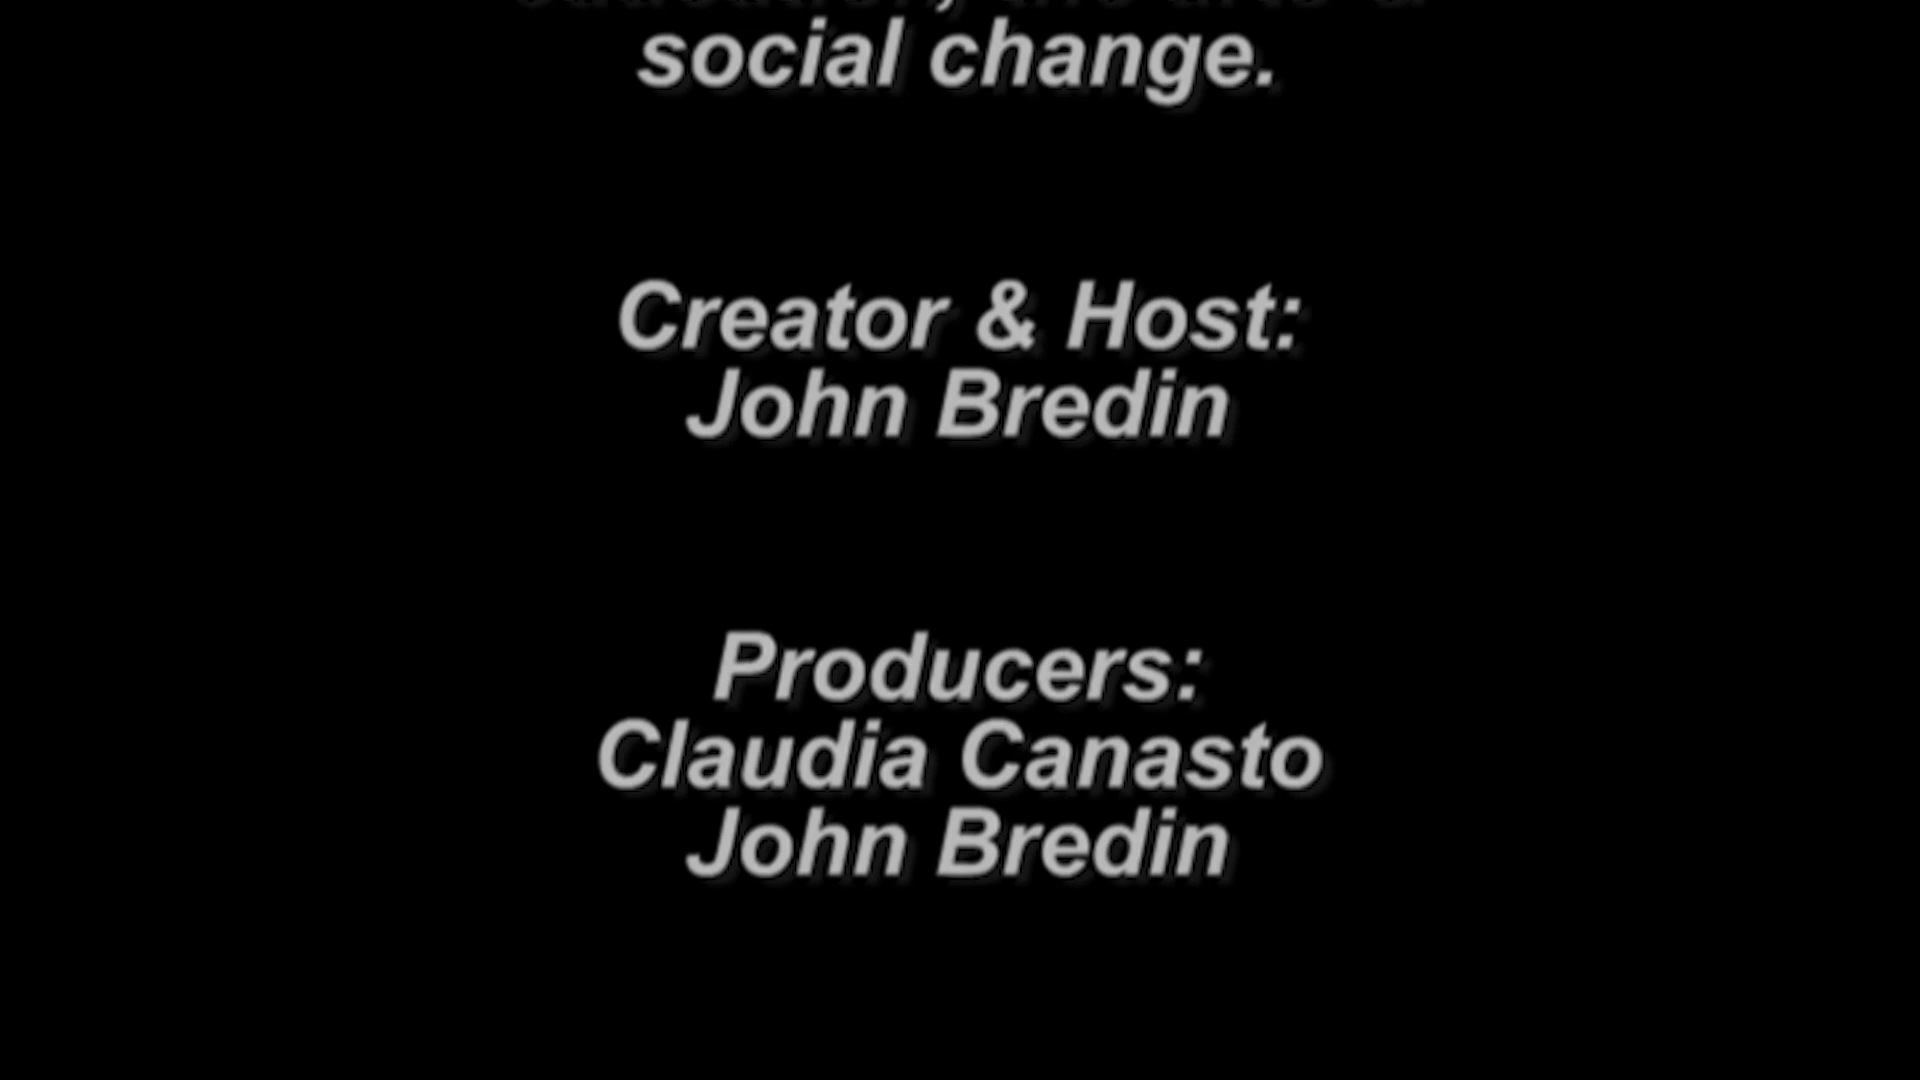 social change.
Creator & Host:
John Bredin
Producers:
Claudia Canasto
John Bredin